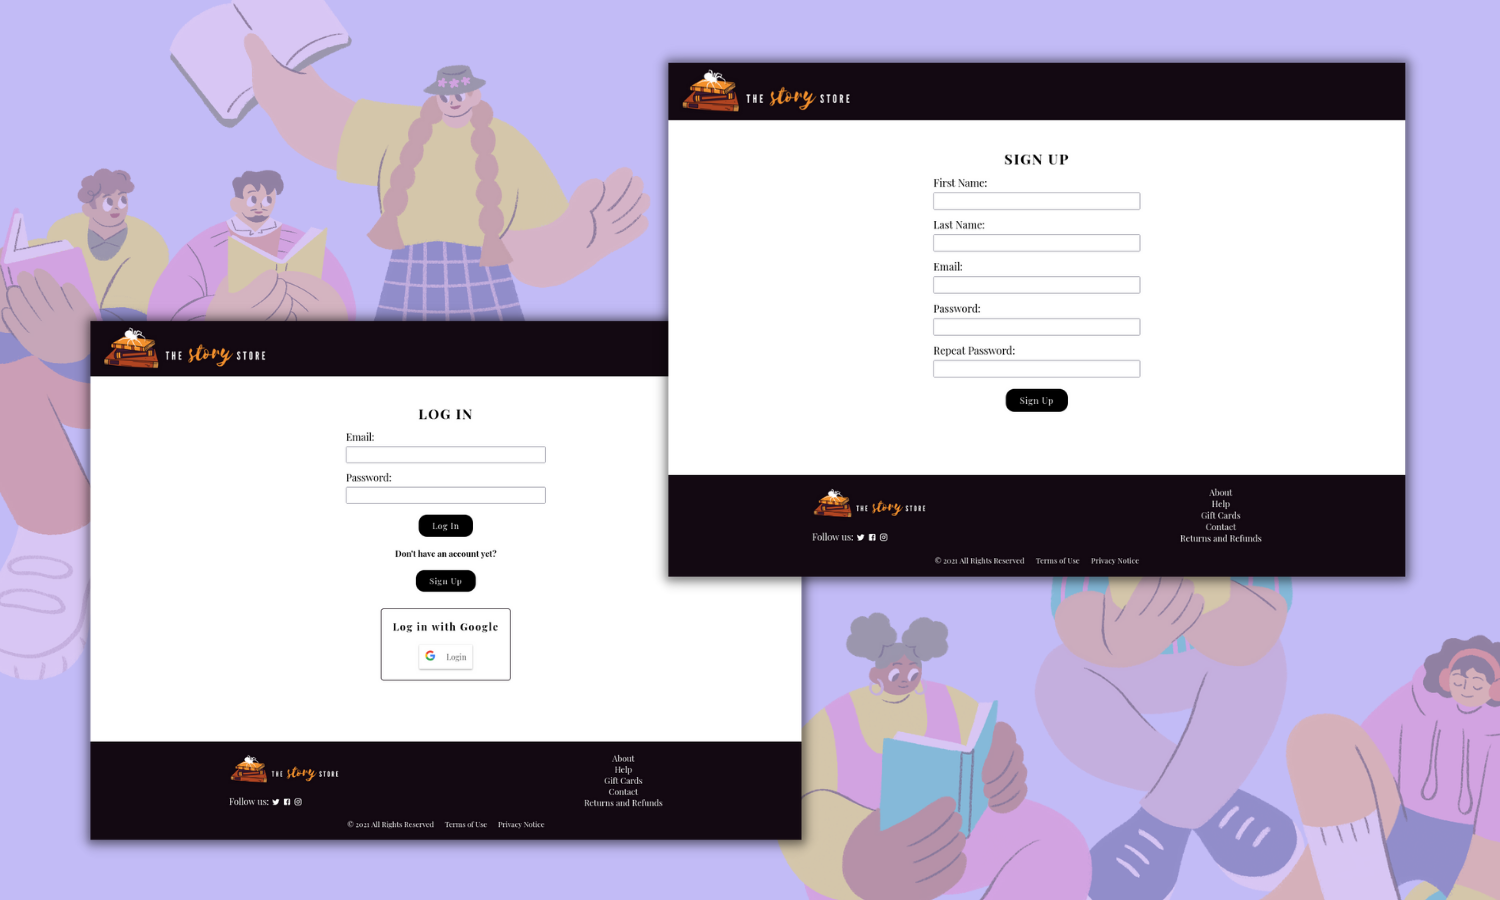 THE story STORE
SIGN UP
First Name:
Last Name:
Email:
Password:
Repeat Password:
Sign Up
THE story STORE
Follow us:
About
Help
Gift Cards
Contact
Returns and Refunds
© 2021 All Rights Reserved Terms of Use Privacy Notice
THE story STORE
LOG IN
Email:
Password:
Log In
Don't have an account yet?
Sign Up
Log in with Google
Login
THE story STORE
Follow us:
About
Help
Gift Cards
Contact
Returns and Refunds
© 2021 All Rights Reserved Terms of Use Privacy Notice